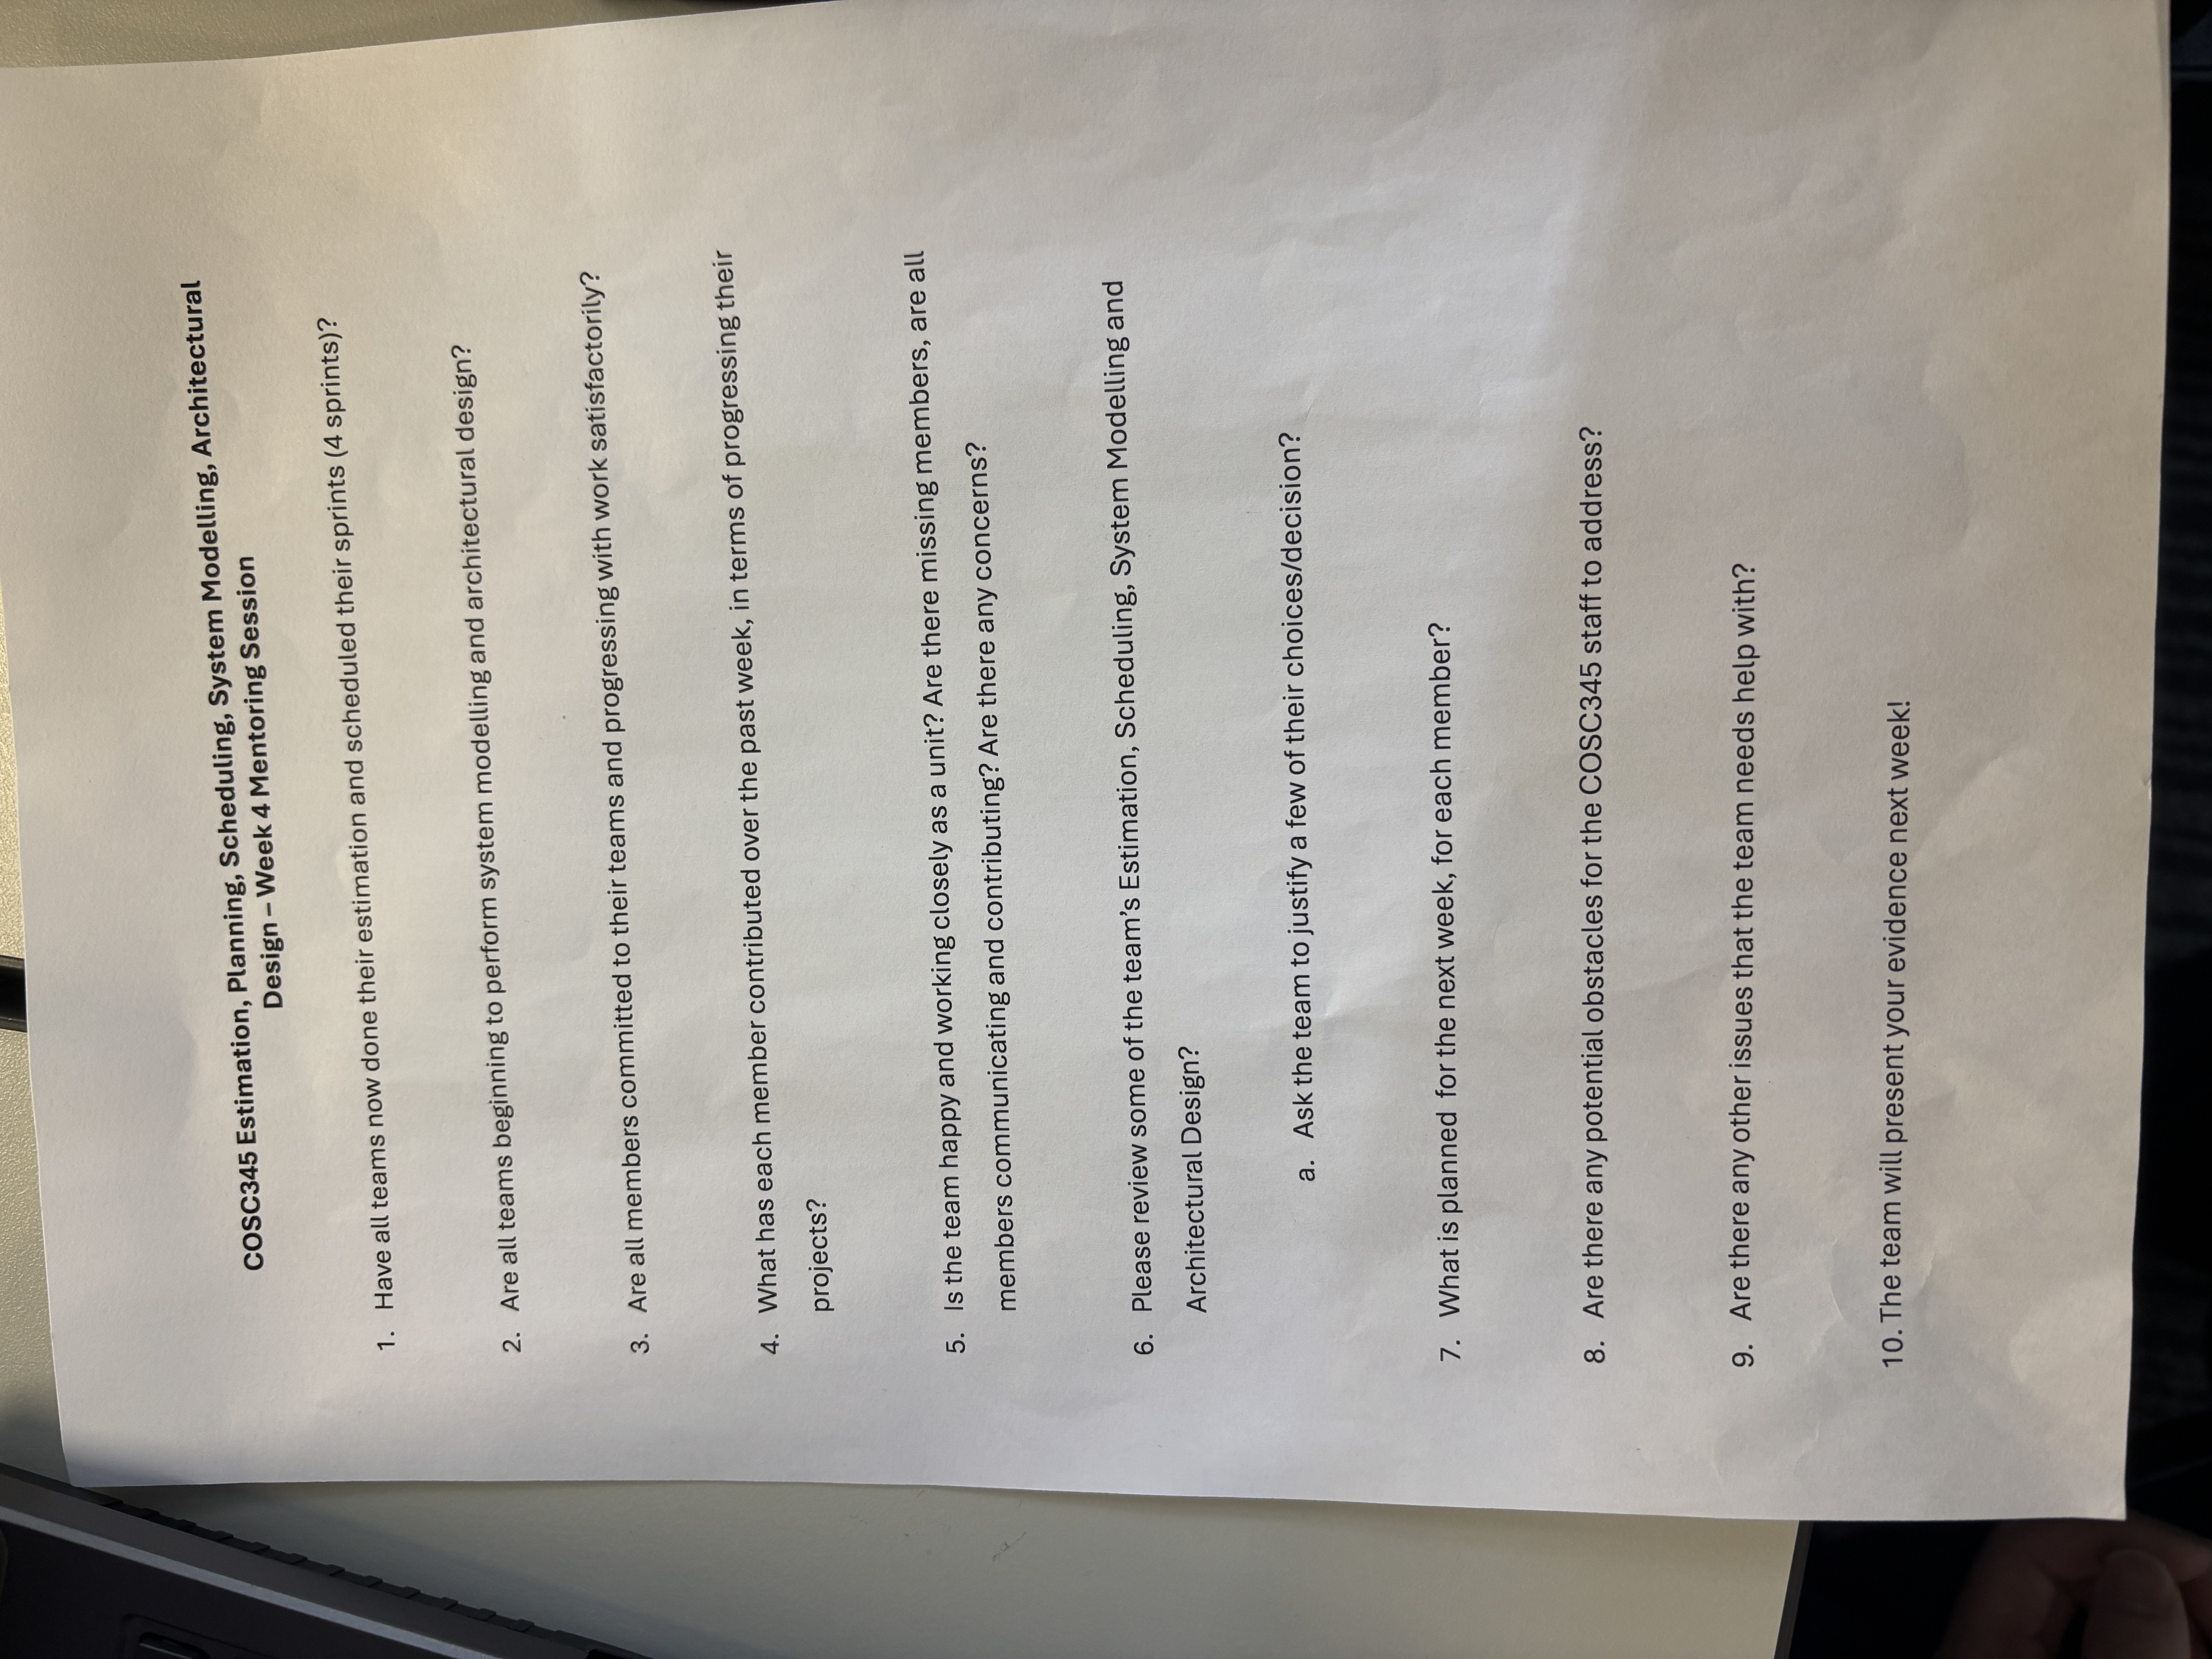 COSC345 Estimation, Planning, Scheduling, System Modelling, Architectural
Design – Week 4 Mentoring Session
1. Have all teams now done their estimation and scheduled their sprints (4 sprints)?
2. Are all teams beginning to perform system modelling and architectural design?
3. Are all members committed to their teams and progressing with work satisfactorily?
4. What has each member contributed over the past week, in terms of progressing their
projects?
5. Is the team happy and working closely as a unit? Are there missing members, are all
members communicating and contributing? Are there any concerns?
6. Please review some of the team’s Estimation, Scheduling, System Modelling and
Architectural Design?
a. Ask the team to justify a few of their choices/decision?
7. What is planned for the next week, for each member?
8. Are there any potential obstacles for the COSC345 staff to address?
9. Are there any other issues that the team needs help with?
10. The team will present your evidence next week!